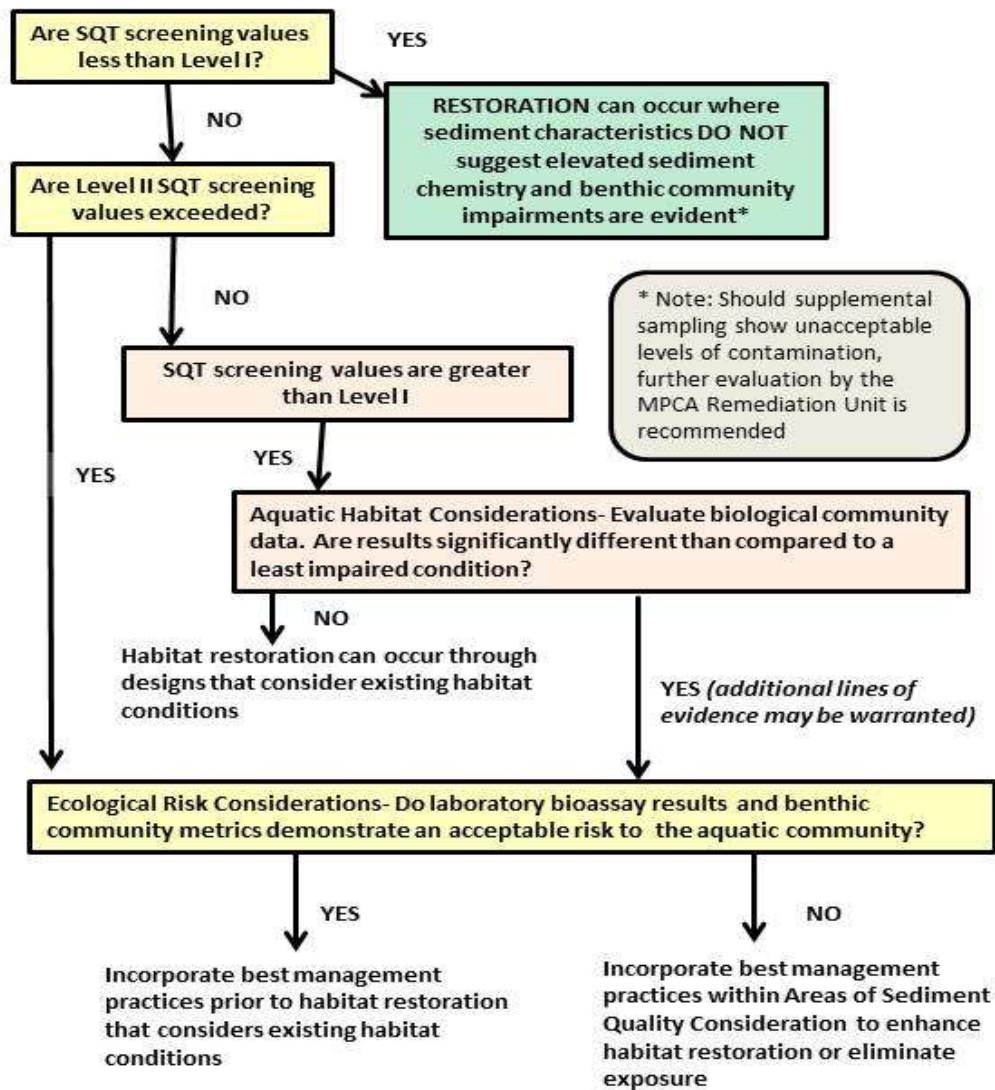 Are SQT screening values
less than Level I?
YES
RESTORATION can occur where
sediment characteristics DO NOT
suggest elevated sediment
chemistry and benthic community
impairments are evident*
NO
Are Level II SQT screening
values exceeded?
NO
* Note: Should supplemental
sampling show unacceptable
levels of contamination,
further evaluation by the
MPCA Remediation Unit is
recommended
SQT screening values are greater
than Level I
YES
YES
Aquatic Habitat Considerations- Evaluate biological community
data. Are results significantly different than compared to a
least impaired condition?
NO
Habitat restoration can occur through
designs that consider existing habitat
conditions
YES (additional lines of
evidence may be warranted)
Ecological Risk Considerations- Do laboratory bioassay results and benthic
community metrics demonstrate an acceptable risk to the aquatic community?
YES
Incorporate best management
practices prior to habitat restoration
that considers existing habitat
conditions
NO
Incorporate best management
practices within Areas of Sediment
Quality Consideration to enhance
habitat restoration or eliminate
exposure